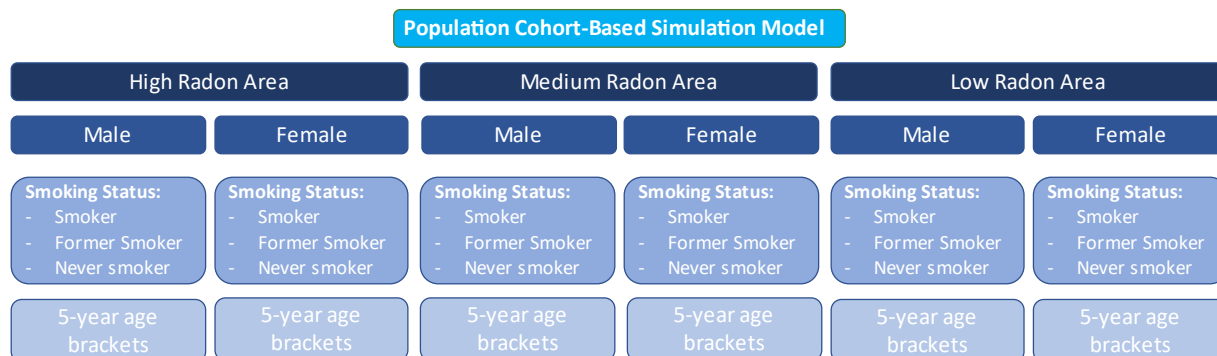 Population Cohort-Based Simulation Model
High Radon Area
Medium Radon Area
Low Radon Area
Male
Female
Male
Female
Male
Female
Smoking Status:
- Smoker
- Former Smoker
- Never smoker
Smoking Status:
- Smoker
- Former Smoker
- Never smoker
Smoking Status:
- Smoker
- Former Smoker
- Never smoker
Smoking Status:
- Smoker
- Former Smoker
- Never smoker
Smoking Status:
- Smoker
- Former Smoker
- Never smoker
Smoking Status:
- Smoker
- Former Smoker
- Never smoker
5-year age
brackets
5-year age
brackets
5-year age
brackets
5-year age
brackets
5-year age
brackets
5-year age
brackets